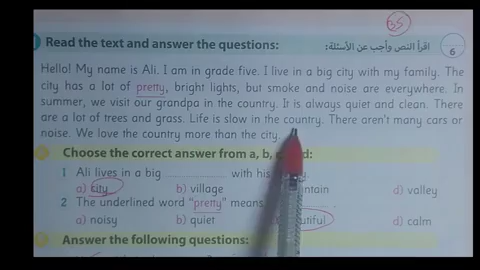 35
Read the text and answer the questions: اقرأ النص وأجب عن الأسئلة: 6
Hello! My name is Ali. I am in grade five. I live in a big city with my family. The
city has a lot of pretty, bright lights, but smoke and noise are everywhere. In
summer, we visit our grandpa in the country. It is always quiet and clean. There
are a lot of trees and grass. Life is slow in the country. There aren't many cars or
noise. We love the country more than the city.
Choose the correct answer from a, b,
1 Ali lives in a big .................... with his
a) city b) village d) valley
2 The underlined word "pretty" means
a) noisy b) quiet d) calm
Answer the following questions: